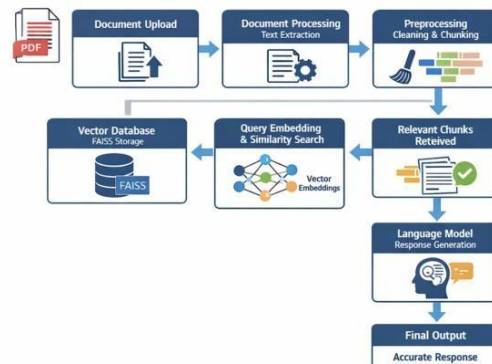 PDF
Document Upload
Document Processing
Text Extraction
Preprocessing
Cleaning & Chunking
Vector Database
FAISS Storage
FAISS
Query Embedding
& Similarity Search
Vector
Embeddings
Relevant Chunks
Reteived
Language Model
Response Generation
Final Output
Accurate Response